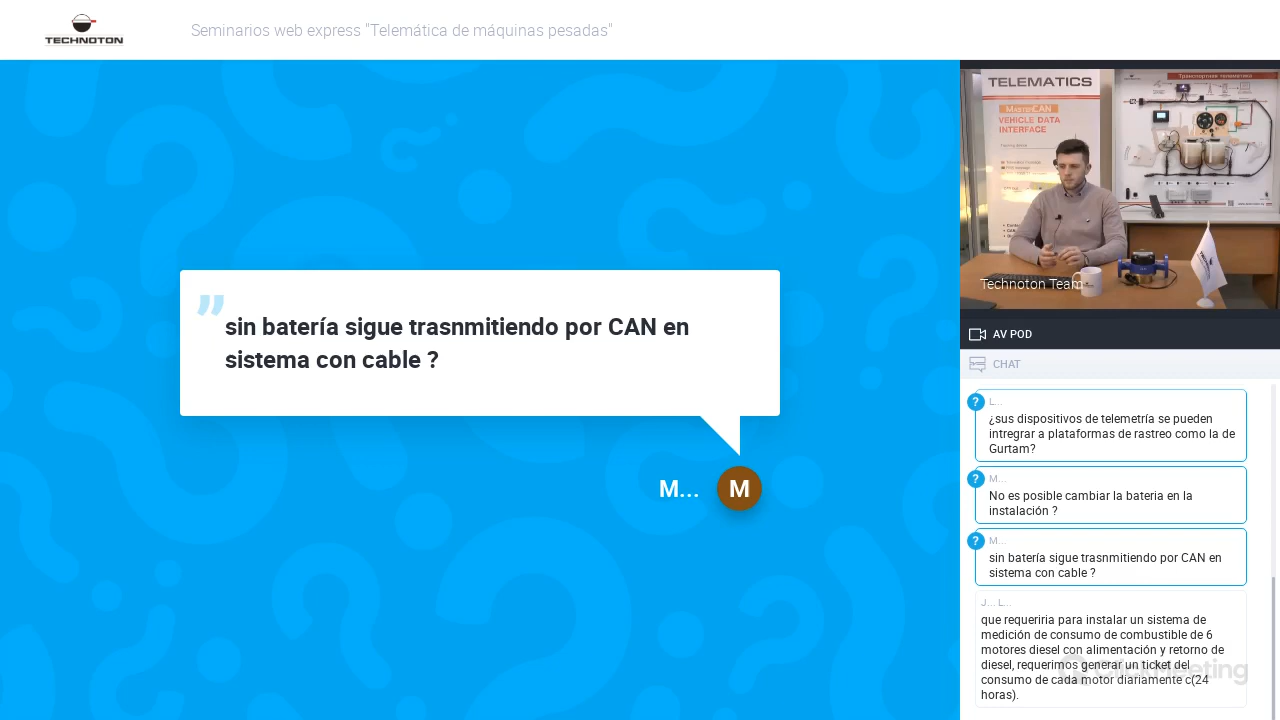 TECHNOTON
Seminarios web express "Telemática de máquinas pesadas"
sin batería sigue trasnmitiendo por CAN en
sistema con cable ?
M...
M
TELEMATICS
MASTERCAN
VEHICLE DATA
INTERFACE
Транспортная телематика
Technoton Team
AV POD
CHAT
?
L...
¿sus dispositivos de telemetría se pueden
intregrar a plataformas de rastreo como la de
Gurtam?
?
M...
No es posible cambiar la bateria en la
instalación ?
?
M...
sin batería sigue trasnmitiendo por CAN en
sistema con cable ?
J... L...
que requeriria para instalar un sistema de
medición de consumo de combustible de 6
motores diesel con alimentación y retorno de
diesel, requerimos generar un ticket del
consumo de cada motor diariamente c(24
horas).
ClickMeeting